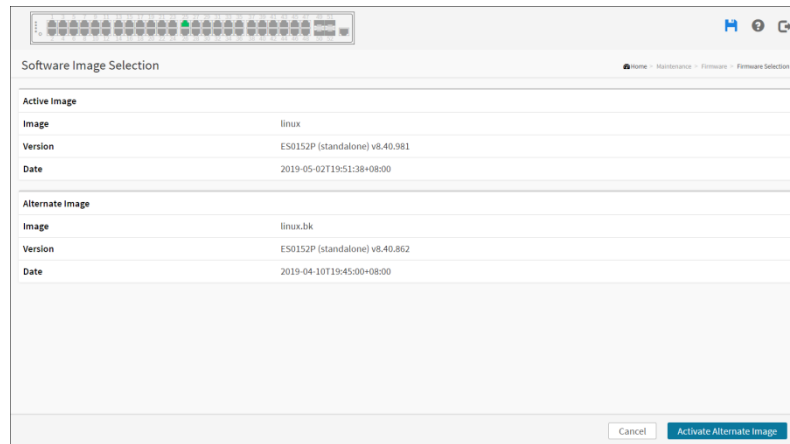 Software Image Selection
Home > Maintenance > Firmware > Firmware Selection
Active Image
Image linux
Version ES0152P (standalone) v8.40.981
Date 2019-05-02T19:51:38+08:00
Alternate Image
Image linux.bk
Version ES0152P (standalone) v8.40.862
Date 2019-04-10T19:45:00+08:00
Cancel Activate Alternate Image